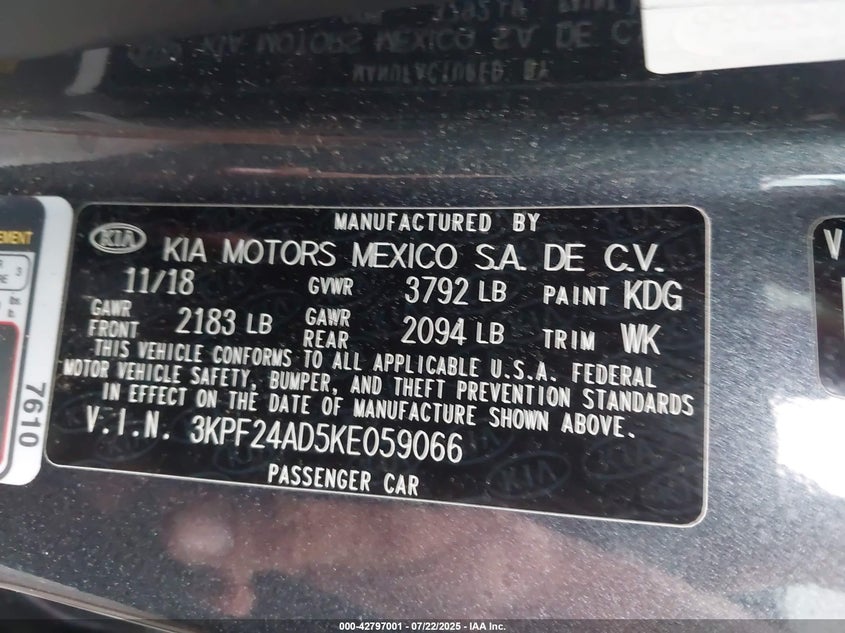 MANUFACTURED BY
KIA KIA MOTORS MEXICO S.A. DE C.V.
11/18 GVWR 3792 LB PAINT KDG
GAWR FRONT 2183 LB GAWR REAR 2094 LB TRIM WK
THIS VEHICLE CONFORMS TO ALL APPLICABLE U.S.A. FEDERAL
MOTOR VEHICLE SAFETY, BUMPER, AND THEFT PREVENTION STANDARDS
IN EFFECT ON THE DATE OF MANUFACTURE SHOWN ABOVE.
V.I.N. 3KPF24AD5KE059066
PASSENGER CAR
7610
000-42797001 - 07/22/2025 - IAA Inc.